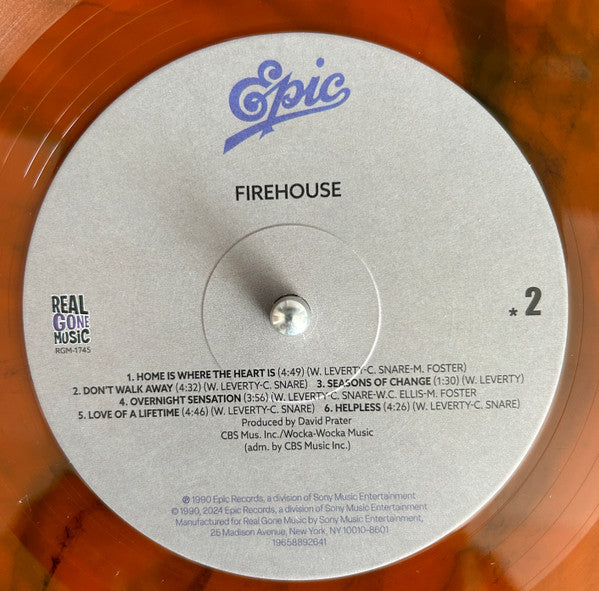 Epic
FIREHOUSE
REAL
GONE
MUSIC
RGM-1745
* 2
1. HOME IS WHERE THE HEART IS (4:49) (W. LEVERTY-C. SNARE-M. FOSTER)
2. DON'T WALK AWAY (4:32) (W. LEVERTY-C. SNARE) 3. SEASONS OF CHANGE (1:30) (W. LEVERTY)
4. OVERNIGHT SENSATION (3:56) (W. LEVERTY-C. SNARE-W.C. ELLIS-M. FOSTER
5. LOVE OF A LIFETIME (4:46) (W. LEVERTY-C. SNARE) 6. HELPLESS (4:26) (W. LEVERTY-C. SNARE)
Produced by David Prater
CBS Mus. Inc./Wocka-Wocka Music
(adm. by CBS Music Inc.)
℗ 1990 Epic Records, a division of Sony Music Entertainment
© 1990, 2024 Epic Records, a division of Sony Music Entertainment
Manufactured for Real Gone Music by Sony Music Entertainment,
25 Madison Avenue, New York, NY 10010-8601
19658892641